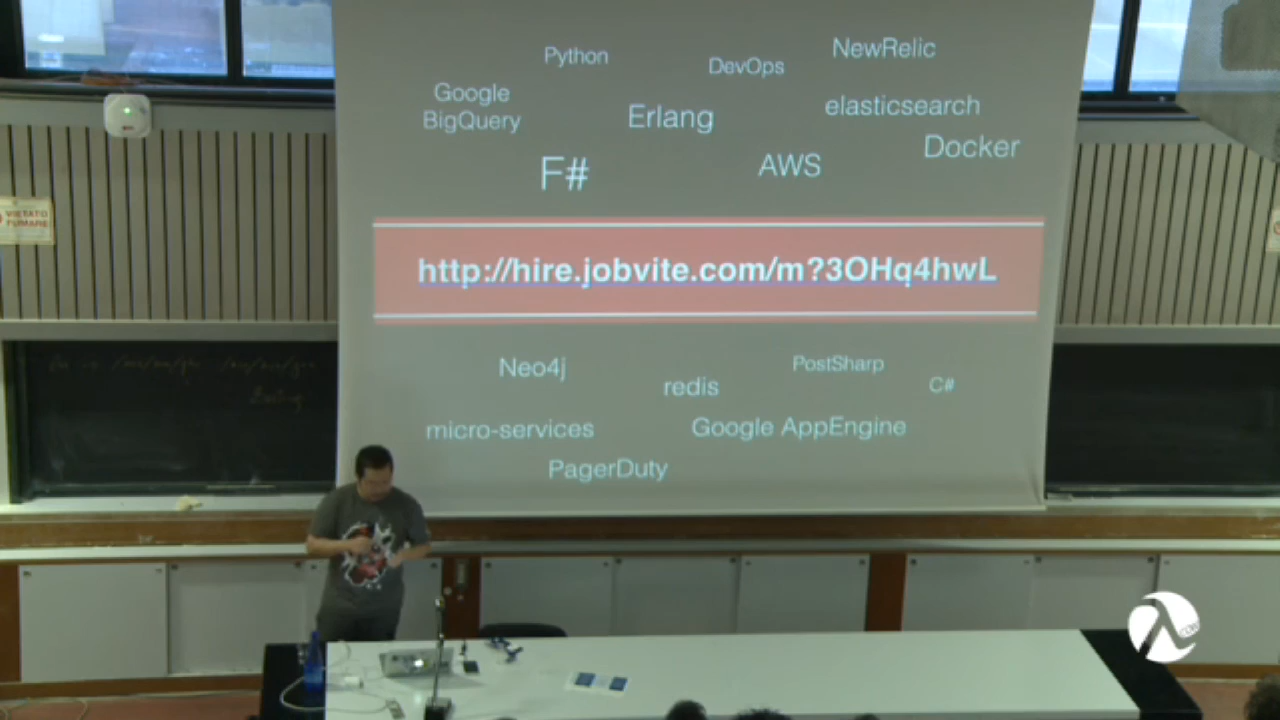 Python
DevOps
NewRelic
Google
BigQuery
Erlang
elasticsearch
Docker
F#
AWS
VIETATO
FUMARE
http://hire.jobvite.com/m?3OHq4hwL
Neo4j
PostSharp
redis
C#
micro-services
Google AppEngine
PagerDuty